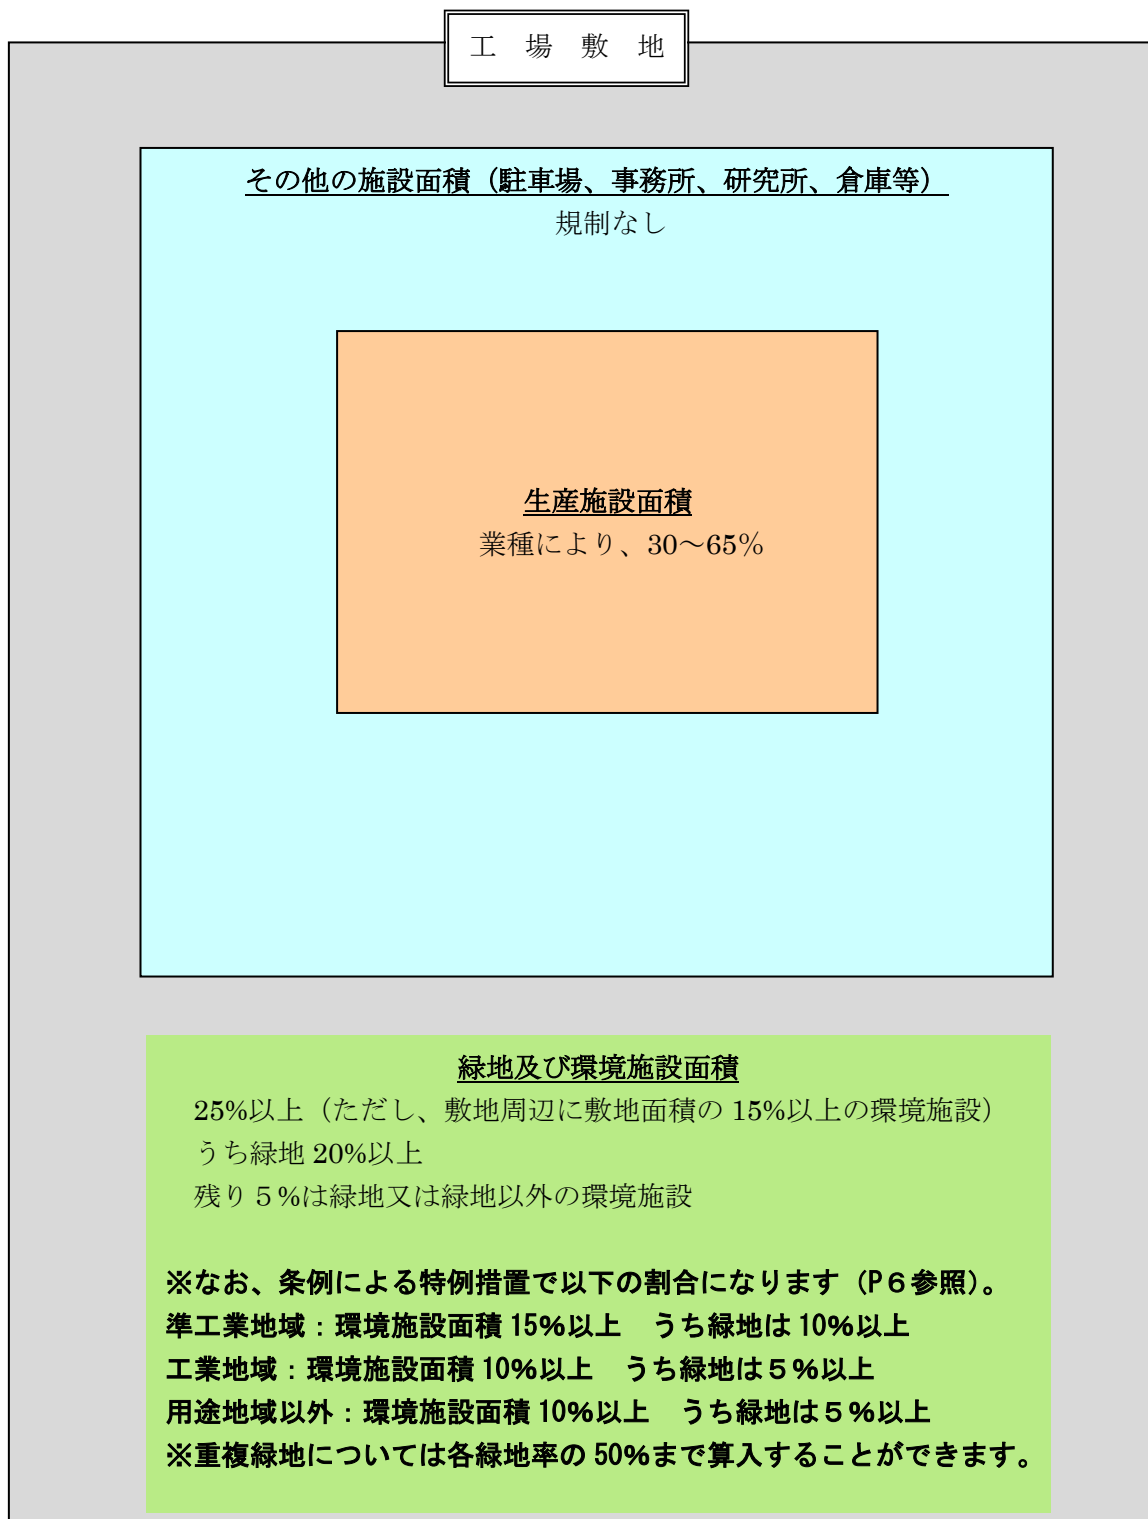 工 場 敷 地
その他の施設面積（駐車場、事務所、研究所、倉庫等）
規制なし
生産施設面積
業種により、30～65％
緑地及び環境施設面積
25%以上（ただし、敷地周辺に敷地面積の 15%以上の環境施設）
うち緑地 20%以上
残り５%は緑地又は緑地以外の環境施設
※なお、条例による特例措置で以下の割合になります（P６参照）。
準工業地域：環境施設面積 15%以上　うち緑地は 10%以上
工業地域：環境施設面積 10%以上　うち緑地は５%以上
用途地域以外：環境施設面積 10%以上　うち緑地は５%以上
※重複緑地については各緑地率の 50%まで算入することができます。